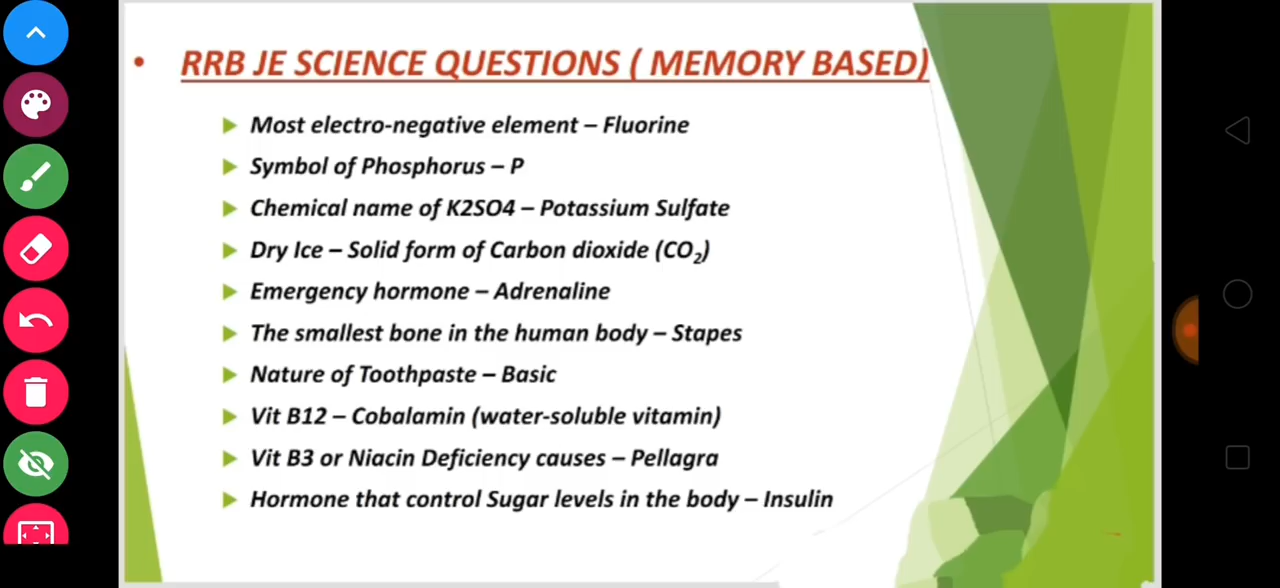 • RRB JE SCIENCE QUESTIONS ( MEMORY BASED)
Most electro-negative element – Fluorine
Symbol of Phosphorus – P
Chemical name of K2SO4 – Potassium Sulfate
Dry Ice – Solid form of Carbon dioxide (CO₂)
Emergency hormone – Adrenaline
The smallest bone in the human body – Stapes
Nature of Toothpaste – Basic
Vit B12 – Cobalamin (water-soluble vitamin)
Vit B3 or Niacin Deficiency causes – Pellagra
Hormone that control Sugar levels in the body – Insulin